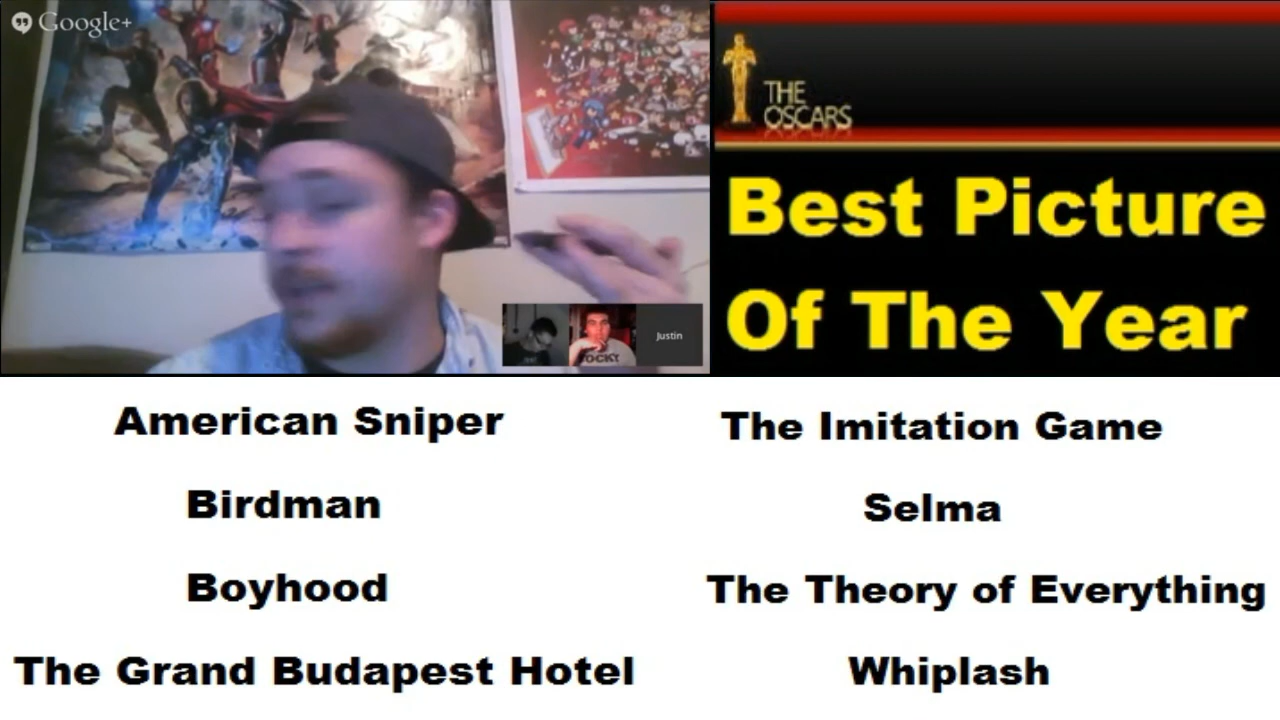 Google+
THE
OSCARS
Best Picture
Of The Year
Justin
American Sniper
The Imitation Game
Birdman
Selma
Boyhood
The Theory of Everything
The Grand Budapest Hotel
Whiplash